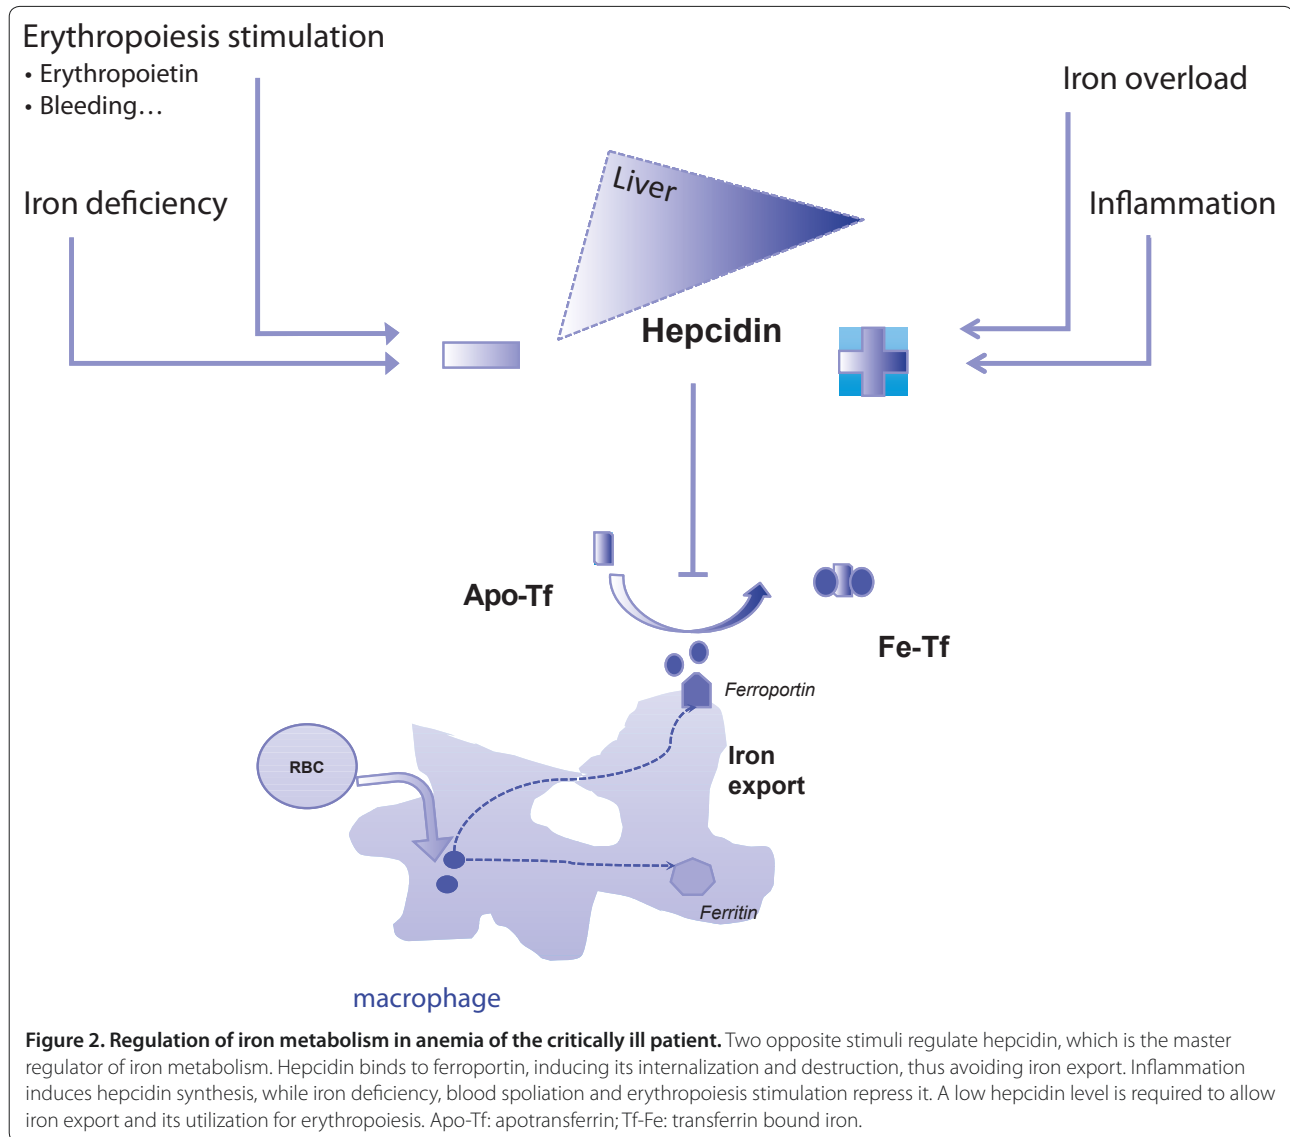 Erythropoiesis stimulation
• Erythropoietin
• Bleeding…
Iron overload
Iron deficiency
Liver
Inflammation
Hepcidin
Apo-Tf
Fe-Tf
Ferroportin
Iron
export
RBC
Ferritin
macrophage
Figure 2. Regulation of iron metabolism in anemia of the critically ill patient. Two opposite stimuli regulate hepcidin, which is the master
regulator of iron metabolism. Hepcidin binds to ferroportin, inducing its internalization and destruction, thus avoiding iron export. Inflammation
induces hepcidin synthesis, while iron deficiency, blood spoliation and erythropoiesis stimulation repress it. A low hepcidin level is required to allow
iron export and its utilization for erythropoiesis. Apo-Tf: apotransferrin; Tf-Fe: transferrin bound iron.